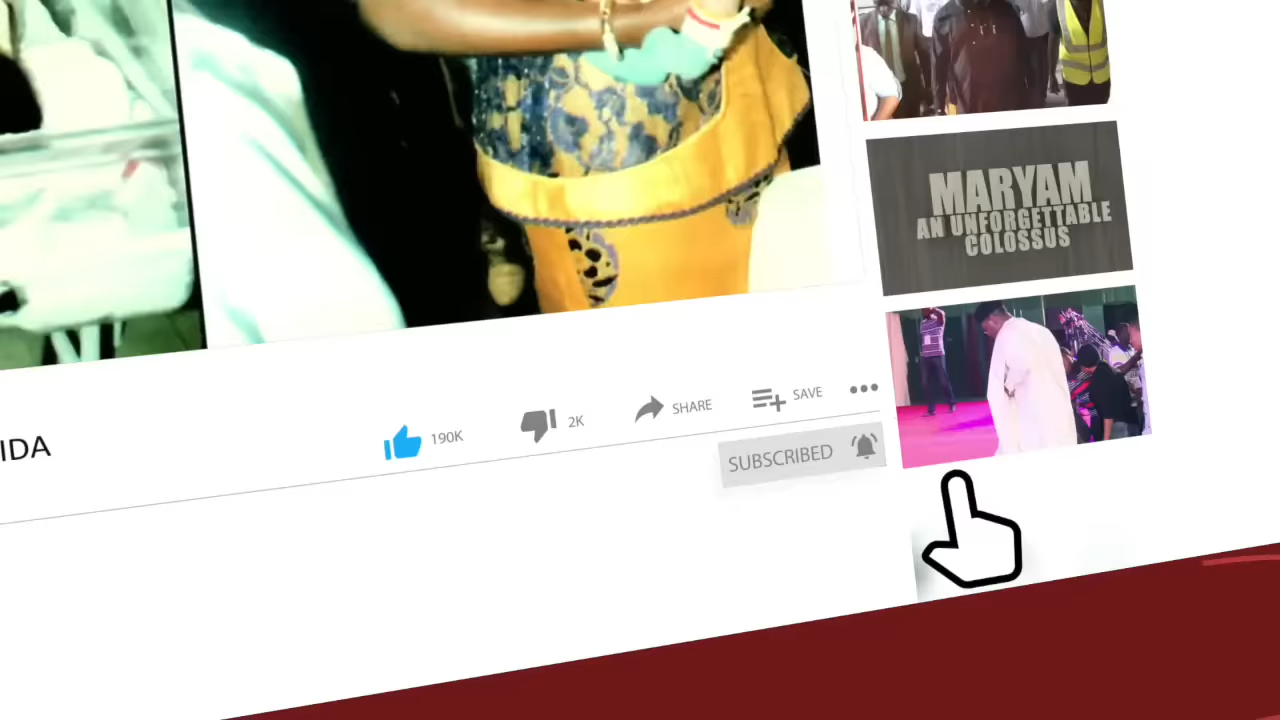 MARYAM
AN UNFORGETTABLE
COLOSSUS
IDA
190K
2K
SHARE
SAVE
SUBSCRIBED